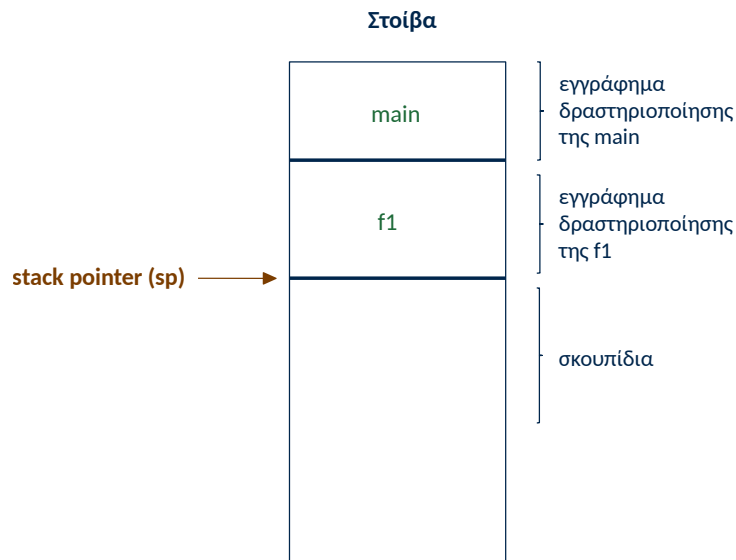 Στοίβα
main
εγγράφημα
δραστηριοποίησης
της main
f1
εγγράφημα
δραστηριοποίησης
της f1
stack pointer (sp)
σκουπίδια